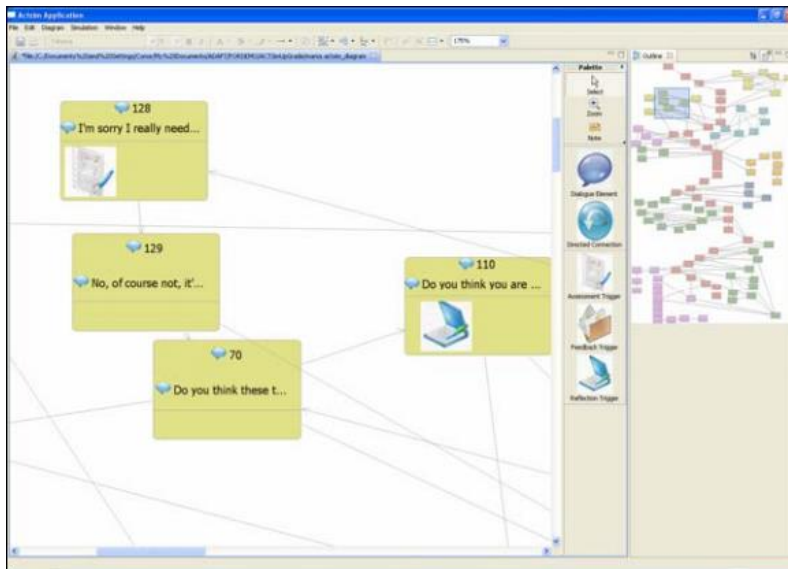 Actsim Application
File Edit Diagram Simulation Window Help
175%
Outline
Palette
Select
Zoom
Note
Dialogue Element
Directed Connection
Assessment Trigger
Feedback Trigger
Reflection Trigger
128
I'm sorry I really need...
129
No, of course not, it'...
110
Do you think you are ...
70
Do you think these t...